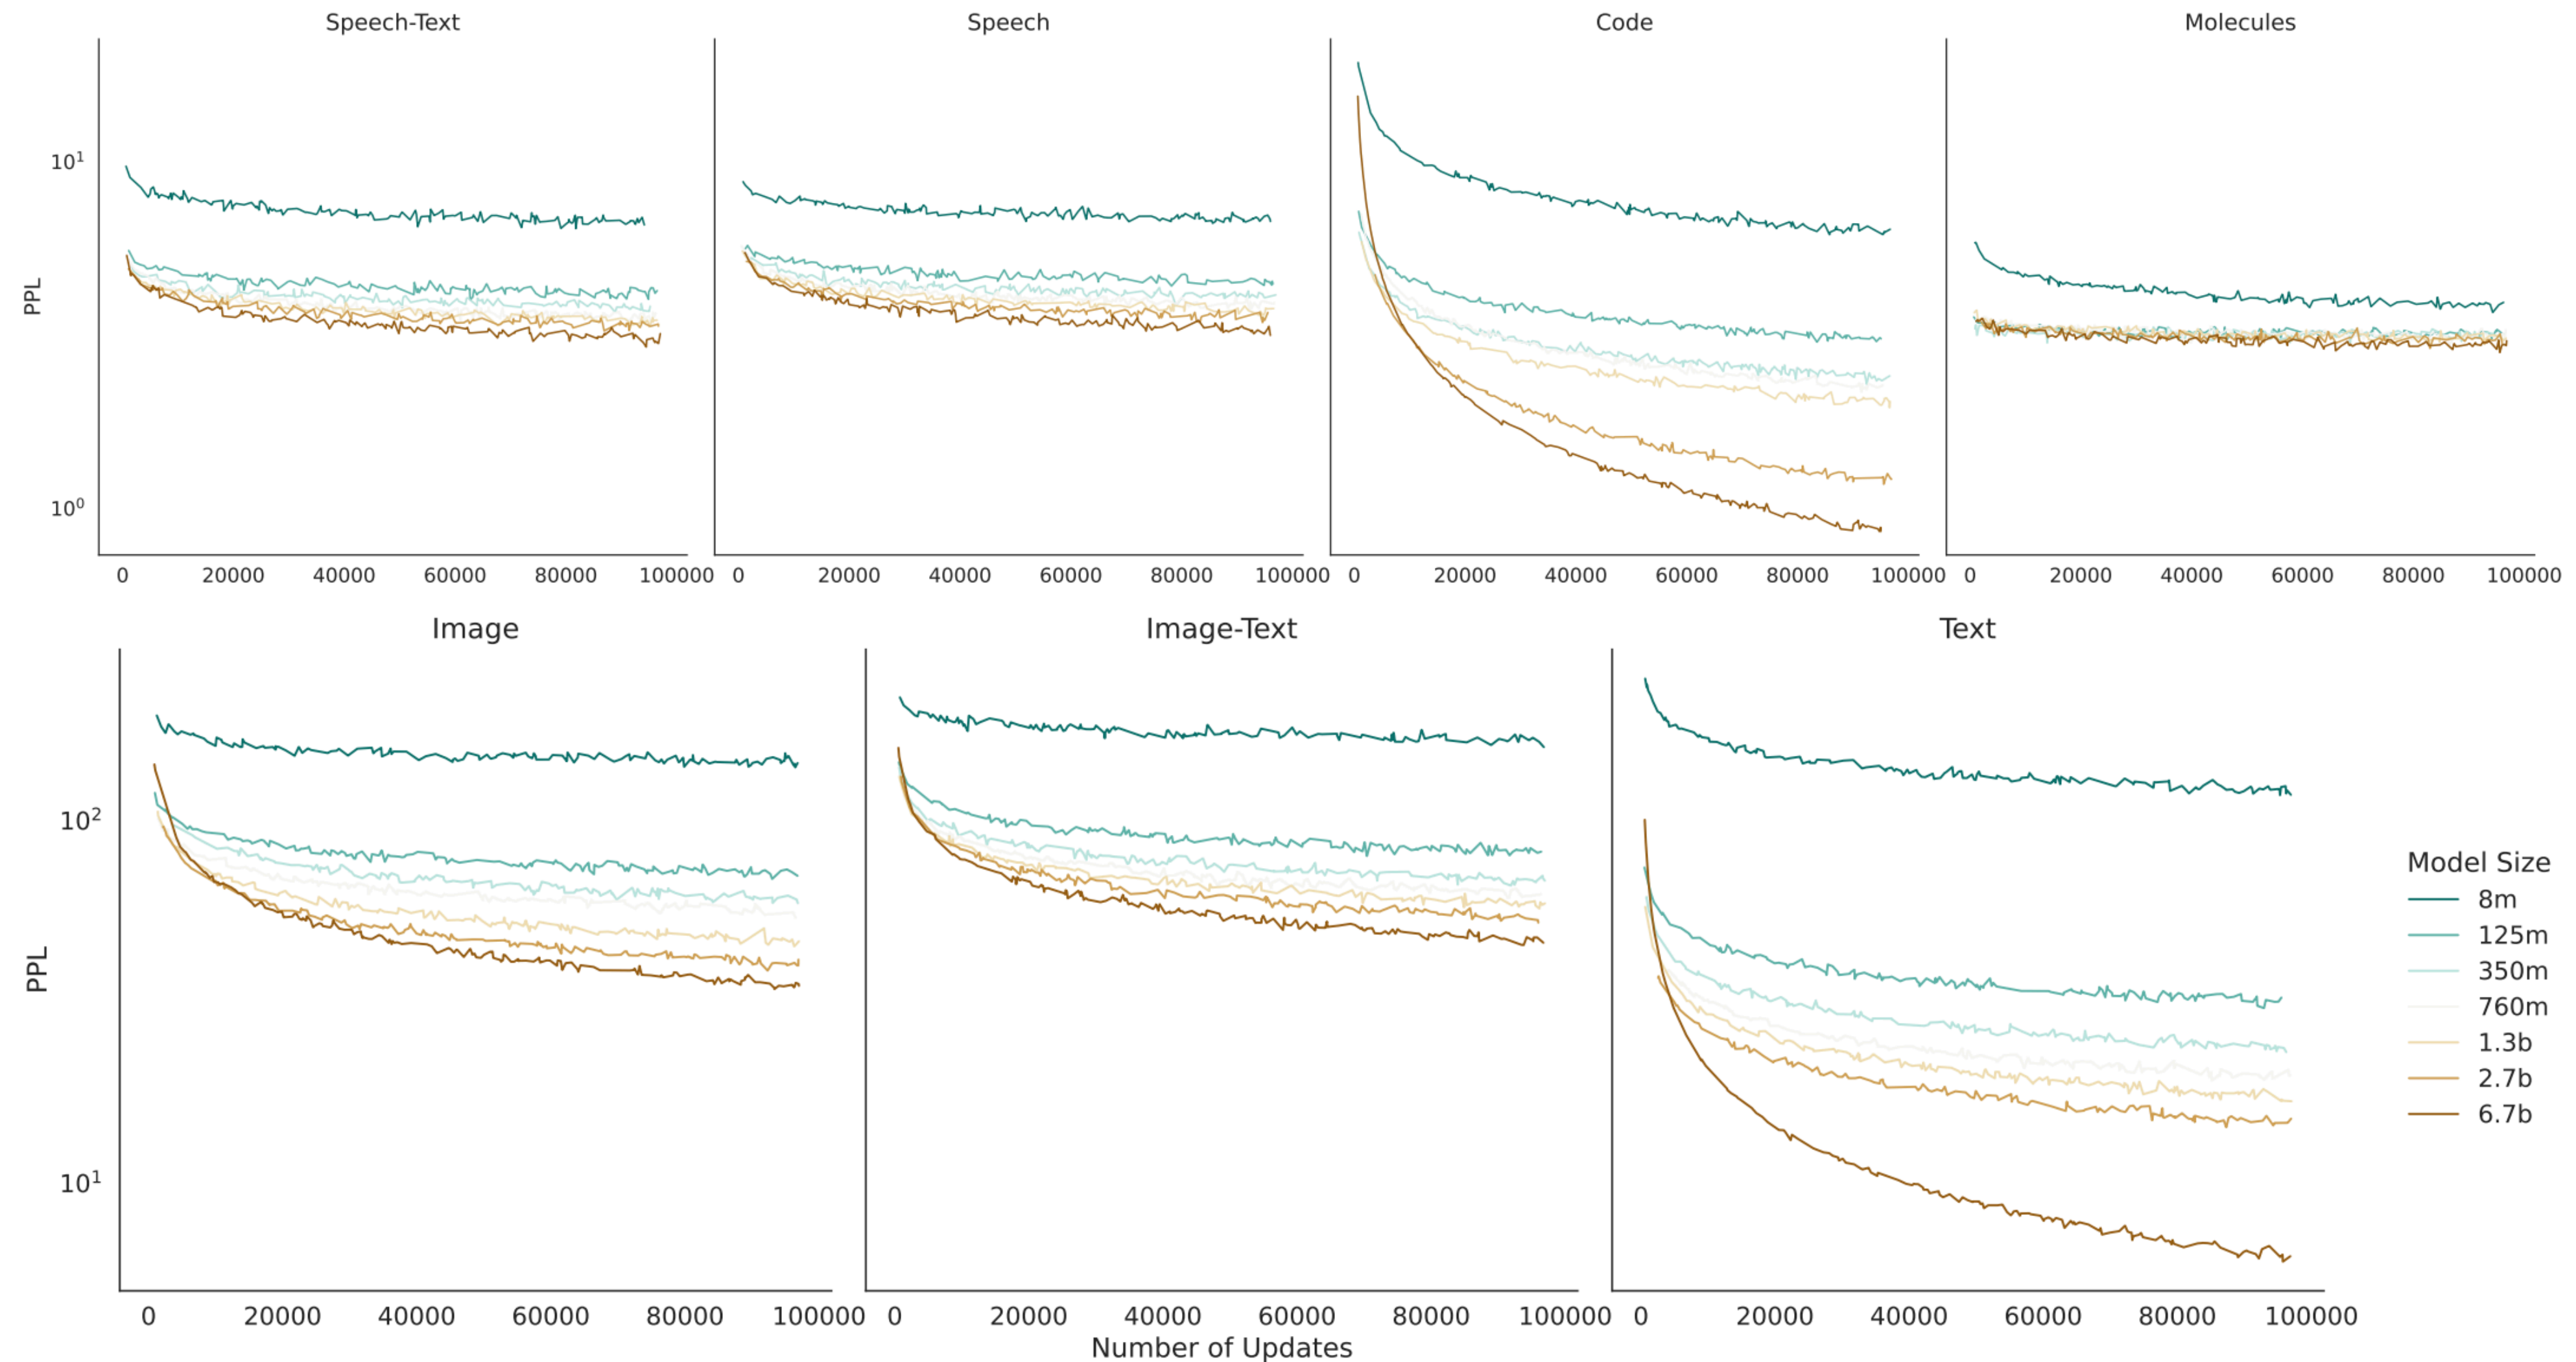 Speech-Text Speech Code Molecules
PPL
10¹
10⁰
0 20000 40000 60000 80000 100000 0 20000 40000 60000 80000 100000 0 20000 40000 60000 80000 100000 0 20000 40000 60000 80000 100000
Image Image-Text Text
PPL
10²
10¹
0 20000 40000 60000 80000 100000 0 20000 40000 60000 80000 100000 0 20000 40000 60000 80000 100000
Number of Updates
Model Size
8m
125m
350m
760m
1.3b
2.7b
6.7b